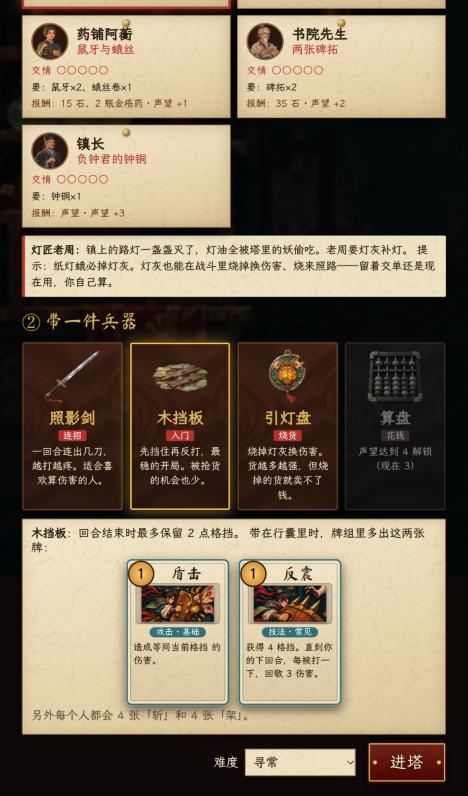 药铺阿蘅
鼠牙与蛾丝
交情 〇〇〇〇〇
要：鼠牙×2、蛾丝卷×1
报酬：15 石、2 瓶金疮药・声望 +1
书院先生
两张碑拓
交情 〇〇〇〇〇
要：碑拓×2
报酬：35 石・声望 +2
镇长
负钟君的钟铜
交情 〇〇〇〇〇
要：钟铜×1
报酬：声望・声望 +3
灯匠老周：镇上的路灯一盏盏灭了，灯油全被塔里的妖偷吃。老周要灯灰补灯。 提
示：纸灯蛾必掉灯灰。灯灰也能在战斗里烧掉换伤害、烧来照路——留着交单还是现
在用，你自己算。
② 带一件兵器
照影剑
连招
一回合连出几刀，
越打越疼。适合喜
欢算伤害的人。
木挡板
入门
先挡住再反打，最
稳的开局。被抢货
的机会也少。
引灯盘
烧货
烧掉灯灰换伤害。
货越多越强，但烧
掉的货就卖不了
钱。
算盘
花钱
声望达到 4 解锁
（现在 3）
木挡板：回合结束时最多保留 2 点格挡。 带在行囊里时，牌组里多出这两张
牌：
1 盾击
攻击・基础
造成等同当前格挡 的
伤害。
1 反震
技法・常见
获得 4 格挡。直到你
的下回合，每被打一
下，回敬 3 伤害。
另外每个人都会 4 张「斩」和 4 张「架」。
难度 寻常 进塔